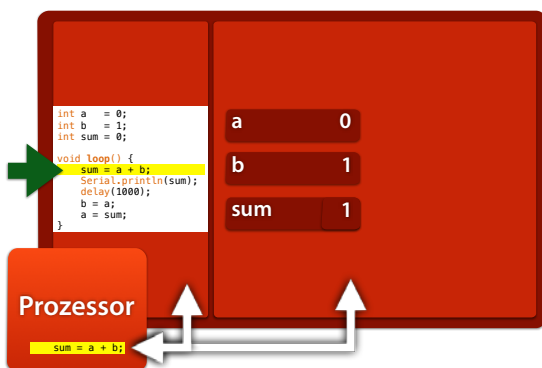 int a   = 0;
int b   = 1;
int sum = 0;
void loop() {
    sum = a + b;
    Serial.println(sum);
    delay(1000);
    b = a;
    a = sum;
}
a 0
b 1
sum 1
Prozessor
sum = a + b;